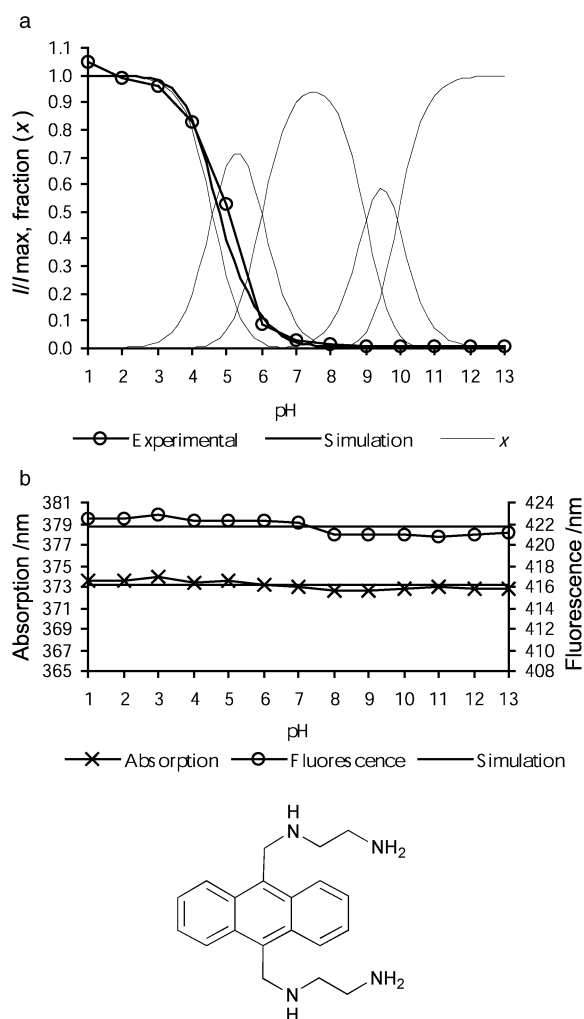 a
I/I max, fraction (x)
1.1
1.0
0.9
0.8
0.7
0.6
0.5
0.4
0.3
0.2
0.1
0.0
1 2 3 4 5 6 7 8 9 10 11 12 13
pH
Experimental Simulation x
b
Absorption /nm
381
379
377
375
373
371
369
367
365
424
422
420
418
416
414
412
410
408
Fluorescence /nm
1 2 3 4 5 6 7 8 9 10 11 12 13
pH
Absorption Fluorescence Simulation
H
N
NH2
NH2
N
H